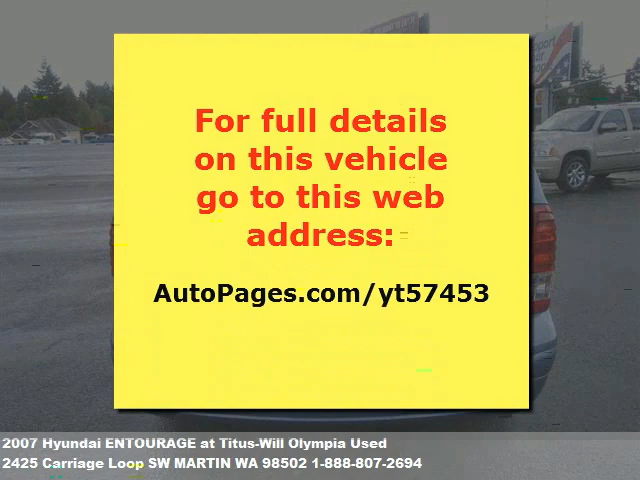 For full details
on this vehicle
go to this web
address:
AutoPages.com/yt57453
2007 Hyundai ENTOURAGE at Titus-Will Olympia Used
2425 Carriage Loop SW MARTIN WA 98502 1-888-807-2694